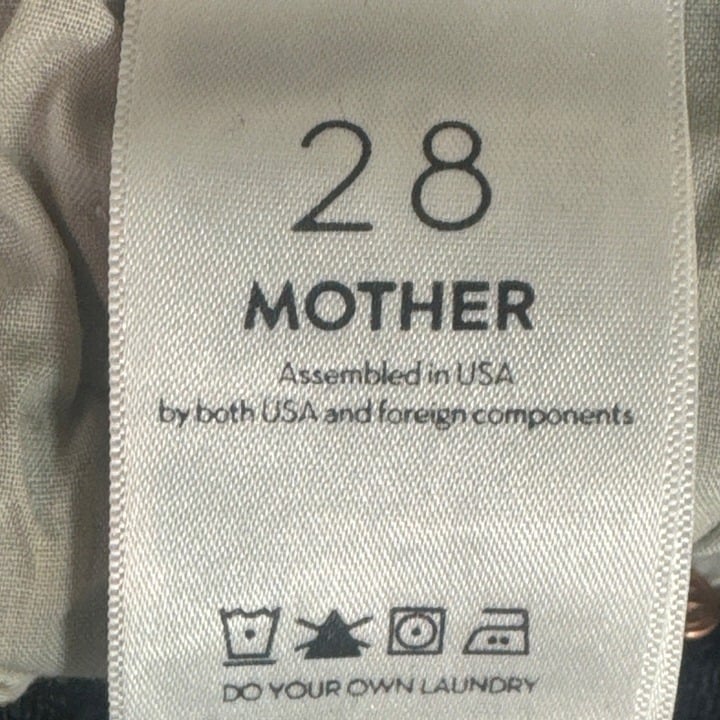 28
MOTHER
Assembled in USA
by both USA and foreign components
DO YOUR OWN LAUNDRY